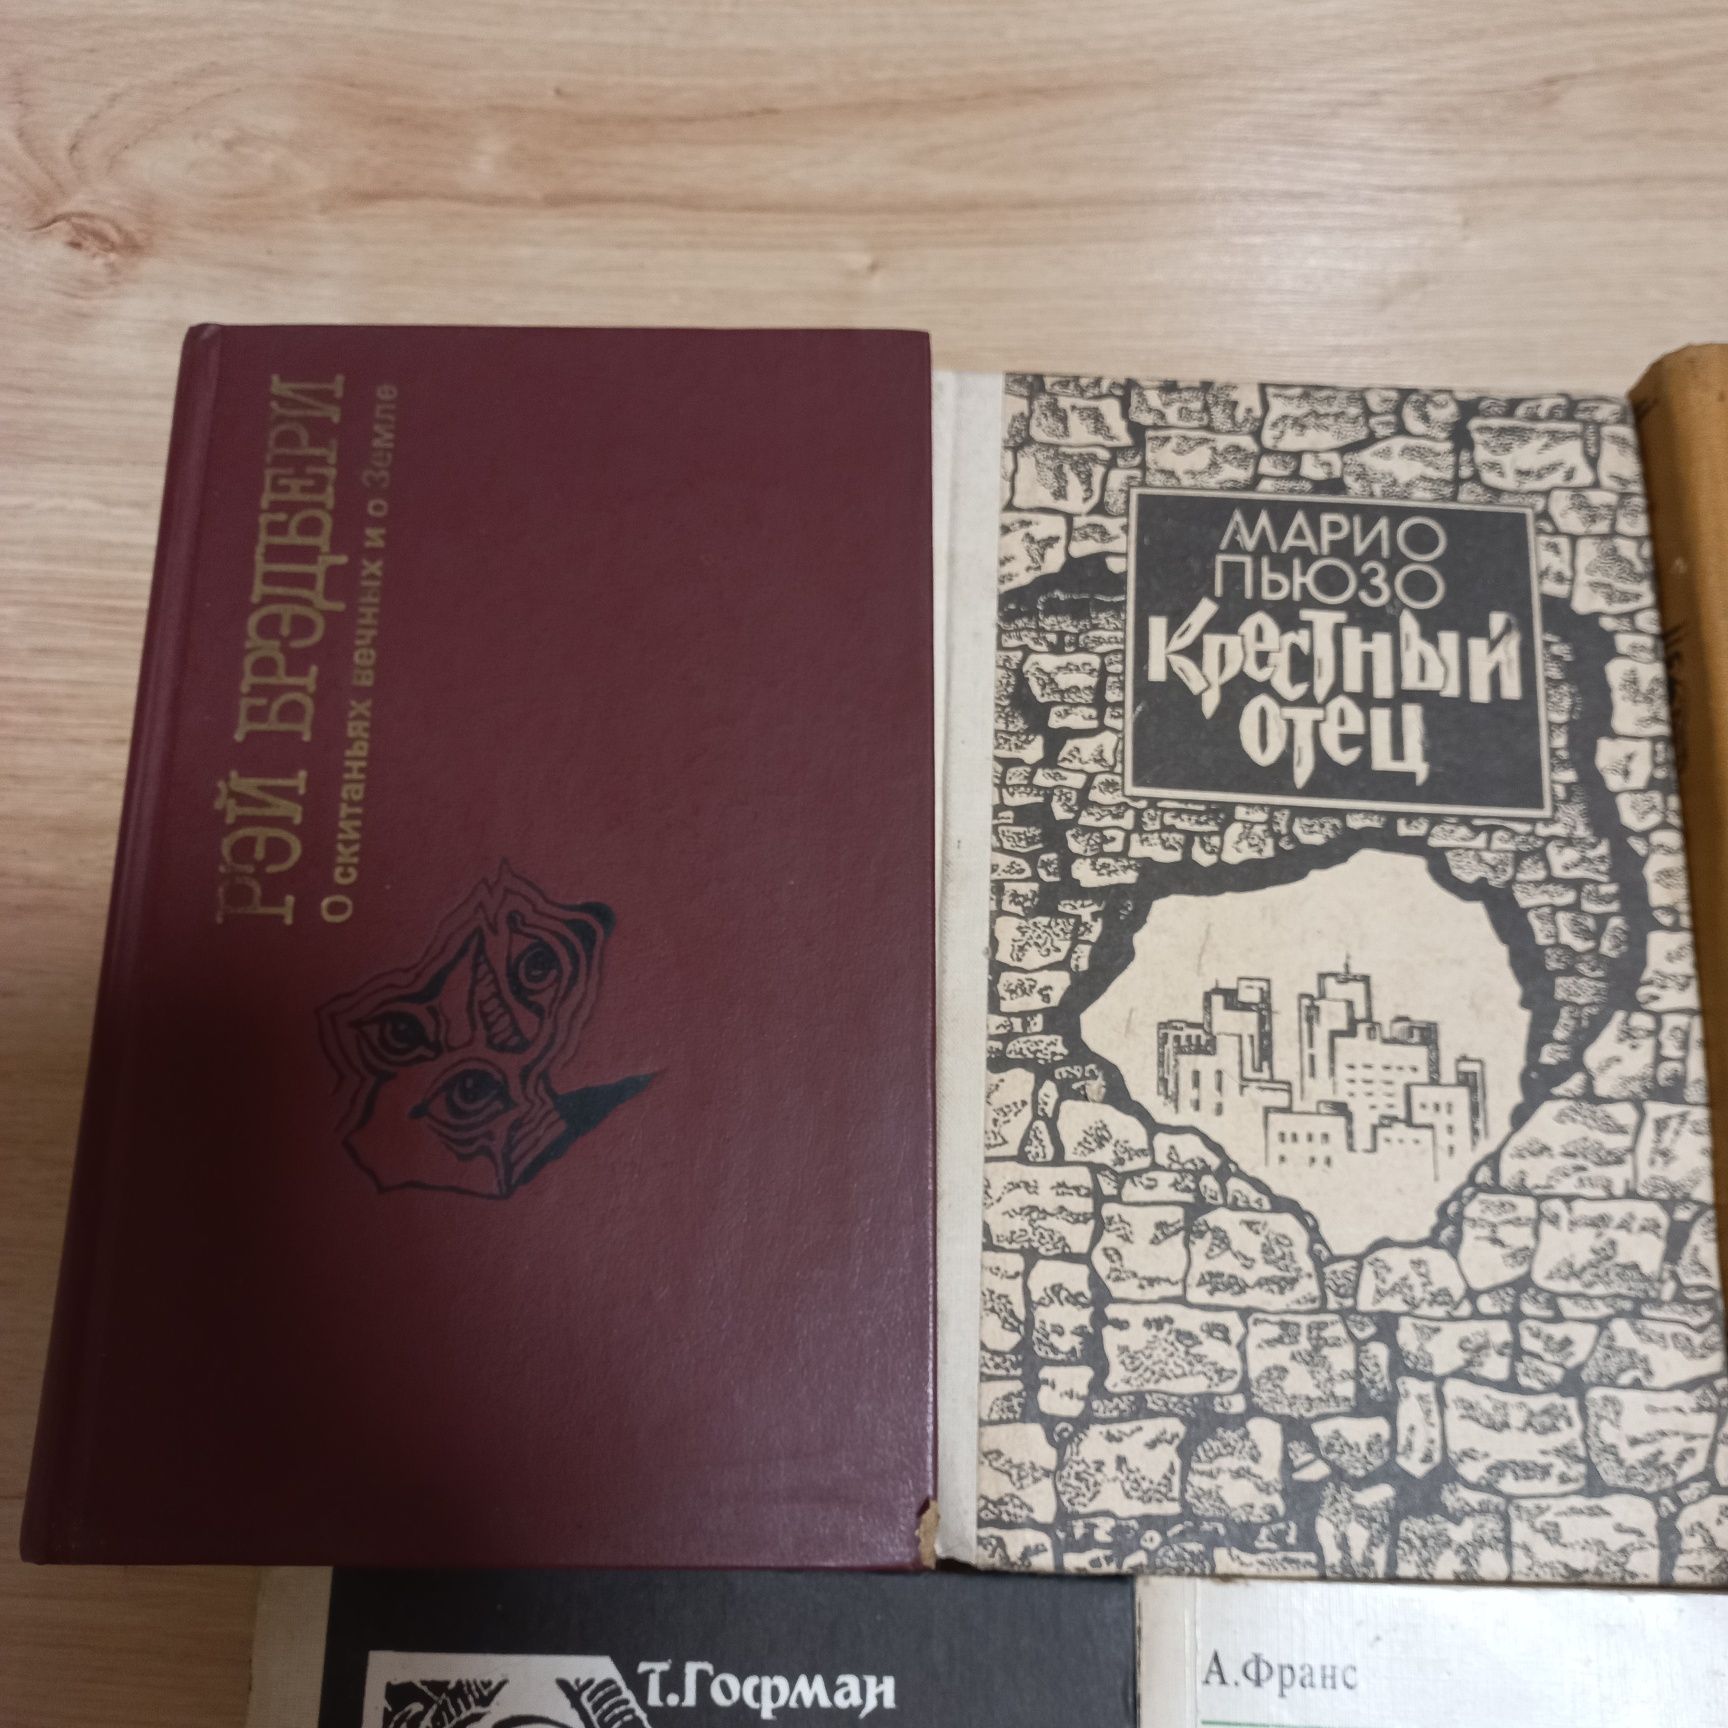 РЭЙ БРЭДБЕРИ
О скитаньях вечных и о Земле
МАРИО
ПЬЮЗО
Крестный
отец
Т.Гофман
А.Франс